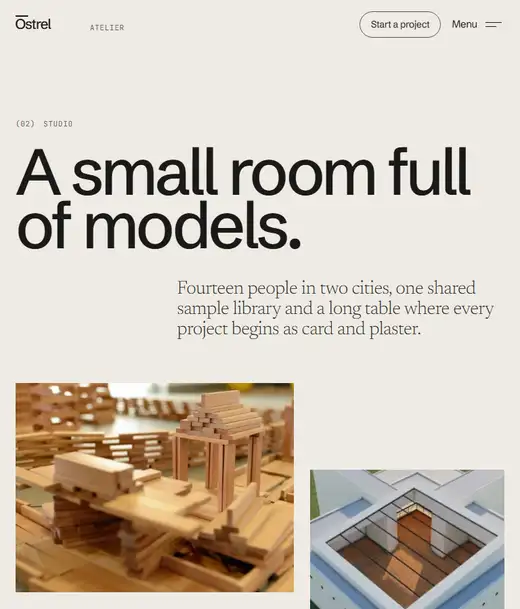 Ōstrel
ATELIER
Start a project
Menu
(02) STUDIO
A small room full
of models.
Fourteen people in two cities, one shared
sample library and a long table where every
project begins as card and plaster.